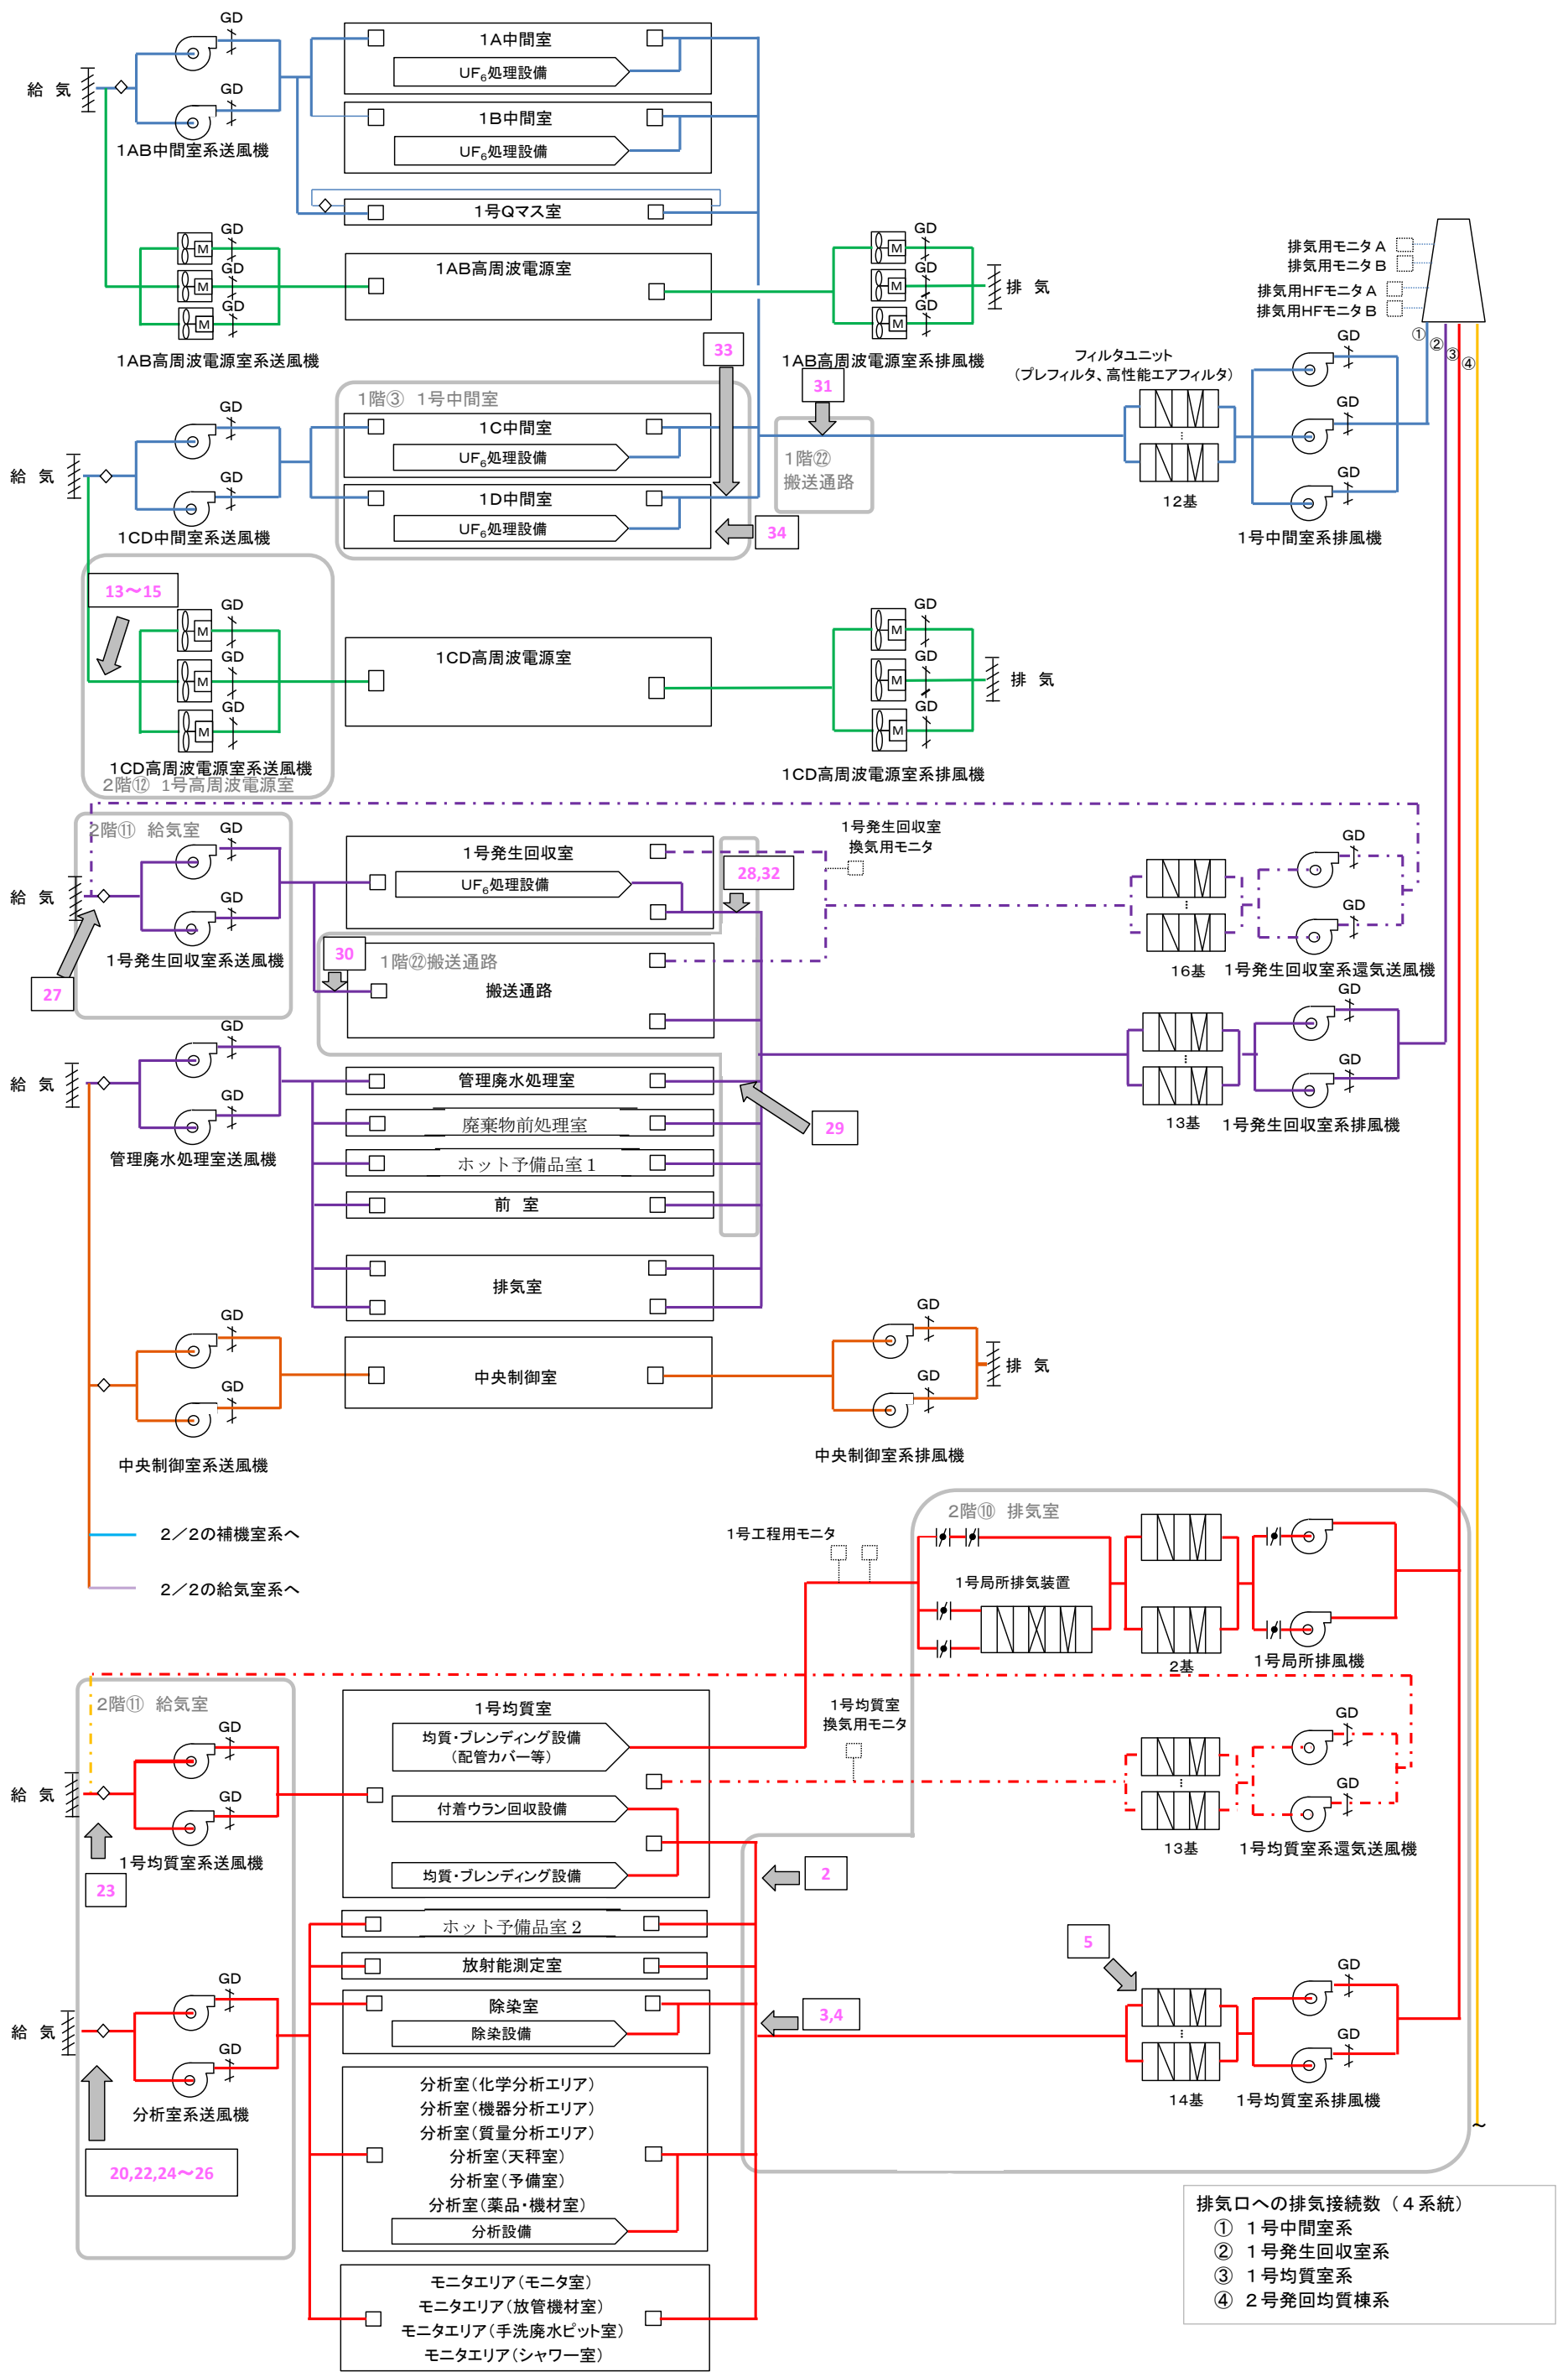 GD
給 気
GD
1AB中間室系送風機
1A中間室
UF₆処理設備
1B中間室
UF₆処理設備
1号Qマス室
GD
M
GD
M
GD
M
1AB高周波電源室系送風機
1AB高周波電源室
GD
M
GD
M
GD
M
排 気
1AB高周波電源室系排風機
排気用モニタA
排気用モニタB
排気用HFモニタA
排気用HFモニタB
①
②
③
④
33
31
フィルタユニット
（プレフィルタ、高性能エアフィルタ）
12基
GD
GD
GD
1号中間室系排風機
1階③ 1号中間室
1C中間室
UF₆処理設備
1D中間室
UF₆処理設備
34
1階㉒
搬送通路
給 気
GD
GD
1CD中間室系送風機
13～15
GD
M
GD
M
GD
M
1CD高周波電源室系送風機
2階⑫ 1号高周波電源室
1CD高周波電源室
GD
M
GD
M
GD
M
排 気
1CD高周波電源室系排風機
2階⑪ 給気室
GD
給 気
GD
1号発生回収室系送風機
27
1号発生回収室
UF₆処理設備
28,32
1号発生回収室
換気用モニタ
16基
GD
GD
1号発生回収室系還気送風機
30
1階㉒搬送通路
搬送通路
13基
GD
GD
1号発生回収室系排風機
GD
給 気
GD
管理廃水処理室送風機
管理廃水処理室
廃棄物前処理室
ホット予備品室1
前 室
排気室
29
GD
GD
中央制御室系送風機
中央制御室
GD
GD
排 気
中央制御室系排風機
2／2の補機室系へ
2／2の給気室系へ
1号工程用モニタ
2階⑩ 排気室
1号局所排気装置
2基
1号局所排風機
2階⑪ 給気室
GD
給 気
GD
1号均質室系送風機
23
1号均質室
均質・ブレンディング設備
（配管カバー等）
付着ウラン回収設備
均質・ブレンディング設備
1号均質室
換気用モニタ
13基
GD
GD
1号均質室系還気送風機
2
ホット予備品室2
放射能測定室
除染室
除染設備
3,4
5
14基
GD
GD
1号均質室系排風機
GD
給 気
GD
分析室系送風機
20,22,24～26
分析室（化学分析エリア）
分析室（機器分析エリア）
分析室（質量分析エリア）
分析室（天秤室）
分析室（予備室）
分析室（薬品・機材室）
分析設備
モニタエリア（モニタ室）
モニタエリア（放管機材室）
モニタエリア（手洗廃水ピット室）
モニタエリア（シャワー室）
～
排気口への排気接続数（４系統）
① １号中間室系
② １号発生回収室系
③ １号均質室系
④ ２号発回均質棟系